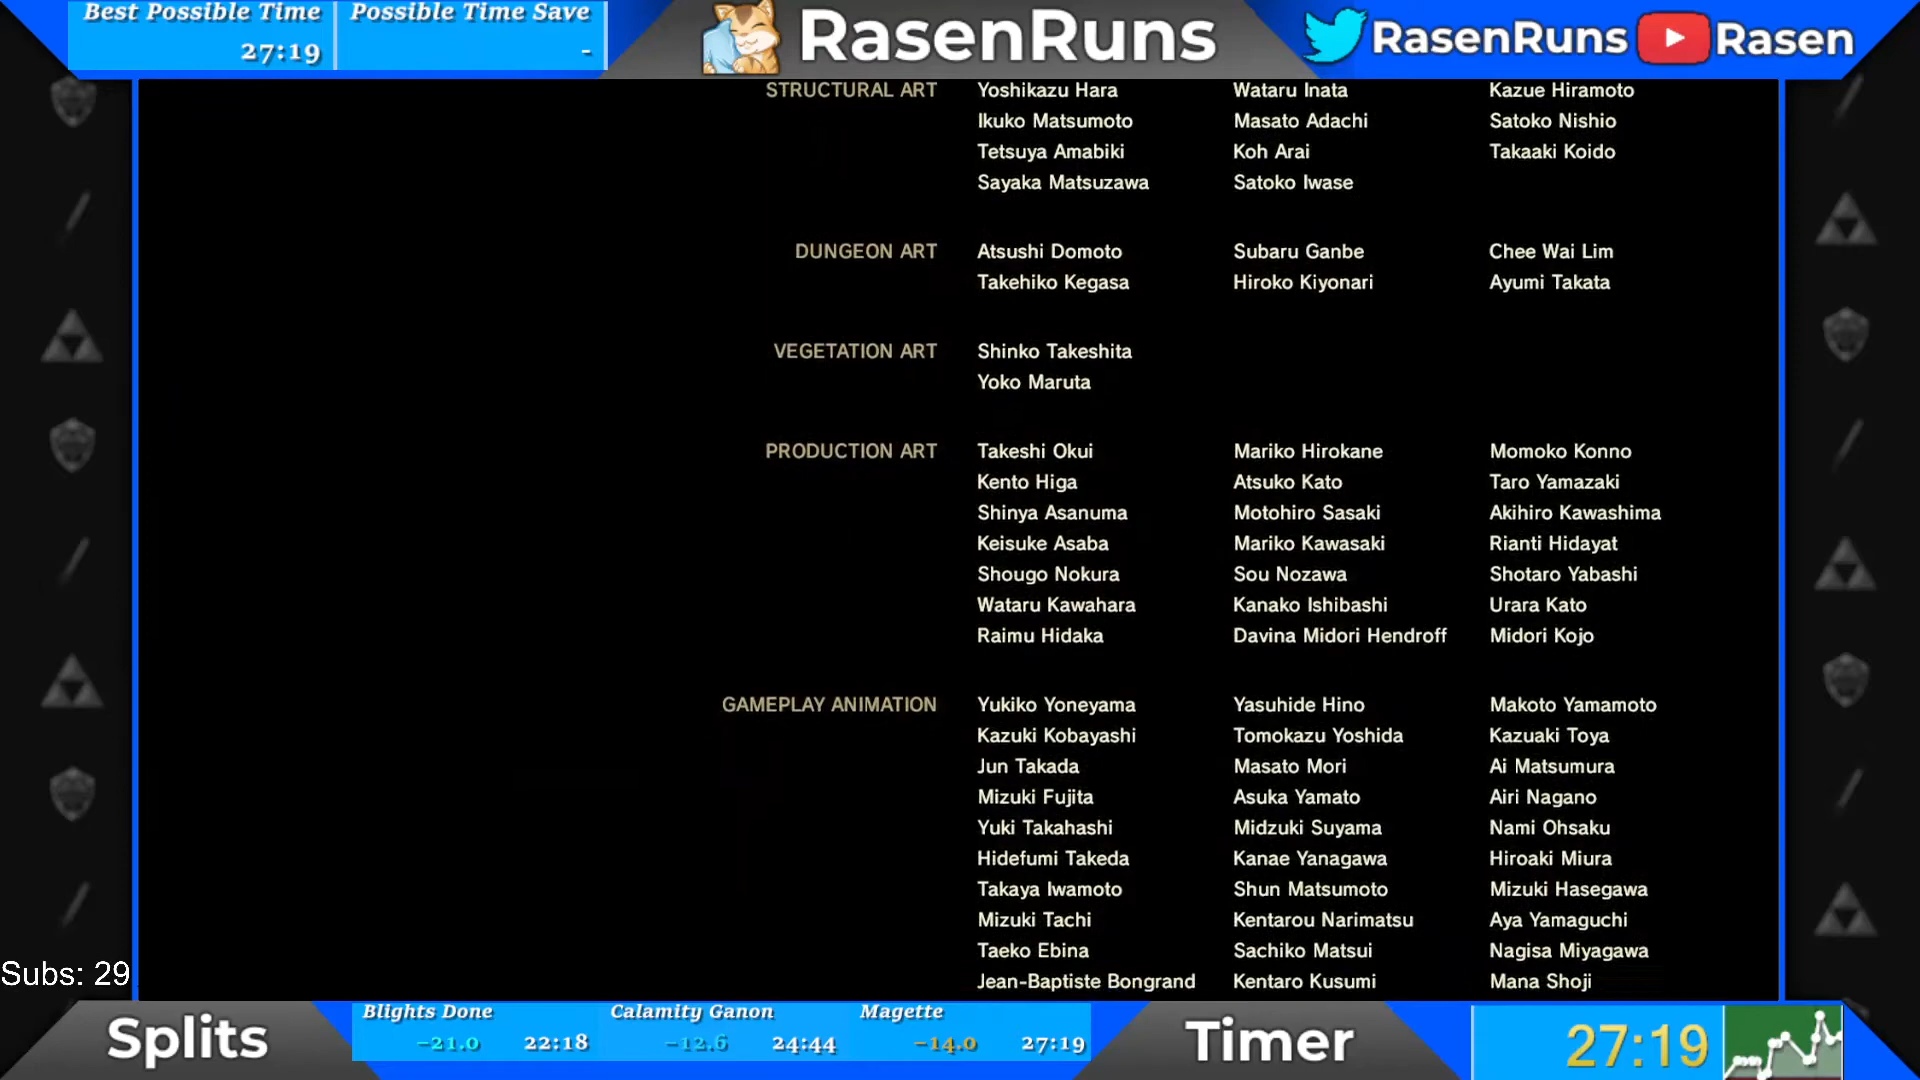 Best Possible Time
27:19
Possible Time Save
-
RasenRuns
RasenRuns
Rasen
STRUCTURAL ART Yoshikazu Hara Wataru Inata Kazue Hiramoto
Ikuko Matsumoto Masato Adachi Satoko Nishio
Tetsuya Amabiki Koh Arai Takaaki Koido
Sayaka Matsuzawa Satoko Iwase
DUNGEON ART Atsushi Domoto Subaru Ganbe Chee Wai Lim
Takehiko Kegasa Hiroko Kiyonari Ayumi Takata
VEGETATION ART Shinko Takeshita
Yoko Maruta
PRODUCTION ART Takeshi Okui Mariko Hirokane Momoko Konno
Kento Higa Atsuko Kato Taro Yamazaki
Shinya Asanuma Motohiro Sasaki Akihiro Kawashima
Keisuke Asaba Mariko Kawasaki Rianti Hidayat
Shougo Nokura Sou Nozawa Shotaro Yabashi
Wataru Kawahara Kanako Ishibashi Urara Kato
Raimu Hidaka Davina Midori Hendroff Midori Kojo
GAMEPLAY ANIMATION Yukiko Yoneyama Yasuhide Hino Makoto Yamamoto
Kazuki Kobayashi Tomokazu Yoshida Kazuaki Toya
Jun Takada Masato Mori Ai Matsumura
Mizuki Fujita Asuka Yamato Airi Nagano
Yuki Takahashi Midzuki Suyama Nami Ohsaku
Hidefumi Takeda Kanae Yanagawa Hiroaki Miura
Takaya Iwamoto Shun Matsumoto Mizuki Hasegawa
Mizuki Tachi Kentarou Narimatsu Aya Yamaguchi
Taeko Ebina Sachiko Matsui Nagisa Miyagawa
Jean-Baptiste Bongrand Kentaro Kusumi Mana Shoji
Subs: 29
Splits
Blights Done
-21.0 22:18
Calamity Ganon
-12.6 24:44
Magette
-14.0 27:19
Timer
27:19